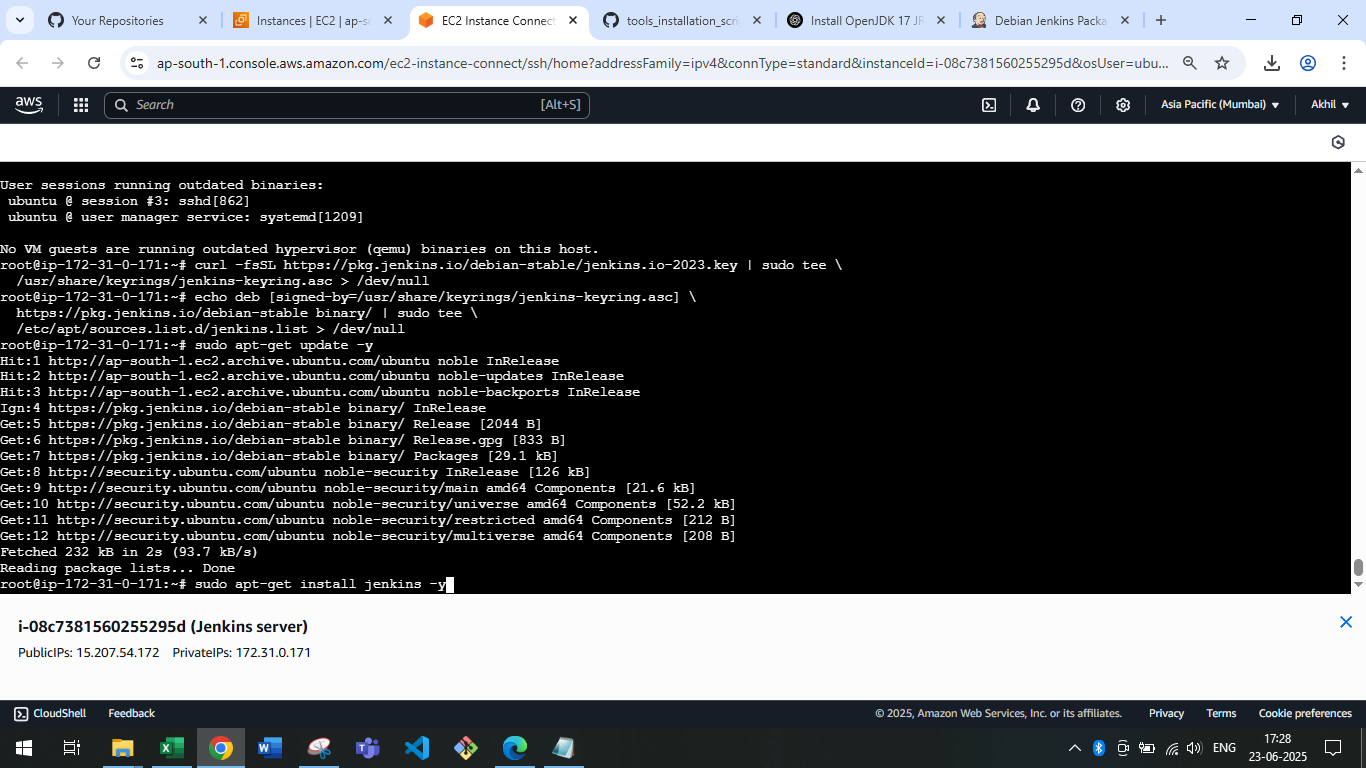 Your Repositories
Instances | EC2 | ap-s
EC2 Instance Connect
tools_installation_scri
Install OpenJDK 17 JR
Debian Jenkins Packa
ap-south-1.console.aws.amazon.com/ec2-instance-connect/ssh/home?addressFamily=ipv4&connType=standard&instanceId=i-08c7381560255295d&osUser=ubu...
aws
Search
[Alt+S]
Asia Pacific (Mumbai)
Akhil
User sessions running outdated binaries:
ubuntu @ session #3: sshd[862]
ubuntu @ user manager service: systemd[1209]
No VM guests are running outdated hypervisor (qemu) binaries on this host.
root@ip-172-31-0-171:~# curl -fsSL https://pkg.jenkins.io/debian-stable/jenkins.io-2023.key | sudo tee \
/usr/share/keyrings/jenkins-keyring.asc > /dev/null
root@ip-172-31-0-171:~# echo deb [signed-by=/usr/share/keyrings/jenkins-keyring.asc] \
https://pkg.jenkins.io/debian-stable binary/ | sudo tee \
/etc/apt/sources.list.d/jenkins.list > /dev/null
root@ip-172-31-0-171:~# sudo apt-get update -y
Hit:1 http://ap-south-1.ec2.archive.ubuntu.com/ubuntu noble InRelease
Hit:2 http://ap-south-1.ec2.archive.ubuntu.com/ubuntu noble-updates InRelease
Hit:3 http://ap-south-1.ec2.archive.ubuntu.com/ubuntu noble-backports InRelease
Ign:4 https://pkg.jenkins.io/debian-stable binary/ InRelease
Get:5 https://pkg.jenkins.io/debian-stable binary/ Release [2044 B]
Get:6 https://pkg.jenkins.io/debian-stable binary/ Release.gpg [833 B]
Get:7 https://pkg.jenkins.io/debian-stable binary/ Packages [29.1 kB]
Get:8 http://security.ubuntu.com/ubuntu noble-security InRelease [126 kB]
Get:9 http://security.ubuntu.com/ubuntu noble-security/main amd64 Components [21.6 kB]
Get:10 http://security.ubuntu.com/ubuntu noble-security/universe amd64 Components [52.2 kB]
Get:11 http://security.ubuntu.com/ubuntu noble-security/restricted amd64 Components [212 B]
Get:12 http://security.ubuntu.com/ubuntu noble-security/multiverse amd64 Components [208 B]
Fetched 232 kB in 2s (93.7 kB/s)
Reading package lists... Done
root@ip-172-31-0-171:~# sudo apt-get install jenkins -y
i-08c7381560255295d (Jenkins server)
PublicIPs: 15.207.54.172 PrivateIPs: 172.31.0.171
CloudShell
Feedback
© 2025, Amazon Web Services, Inc. or its affiliates.
Privacy
Terms
Cookie preferences
ENG
17:28
23-06-2025